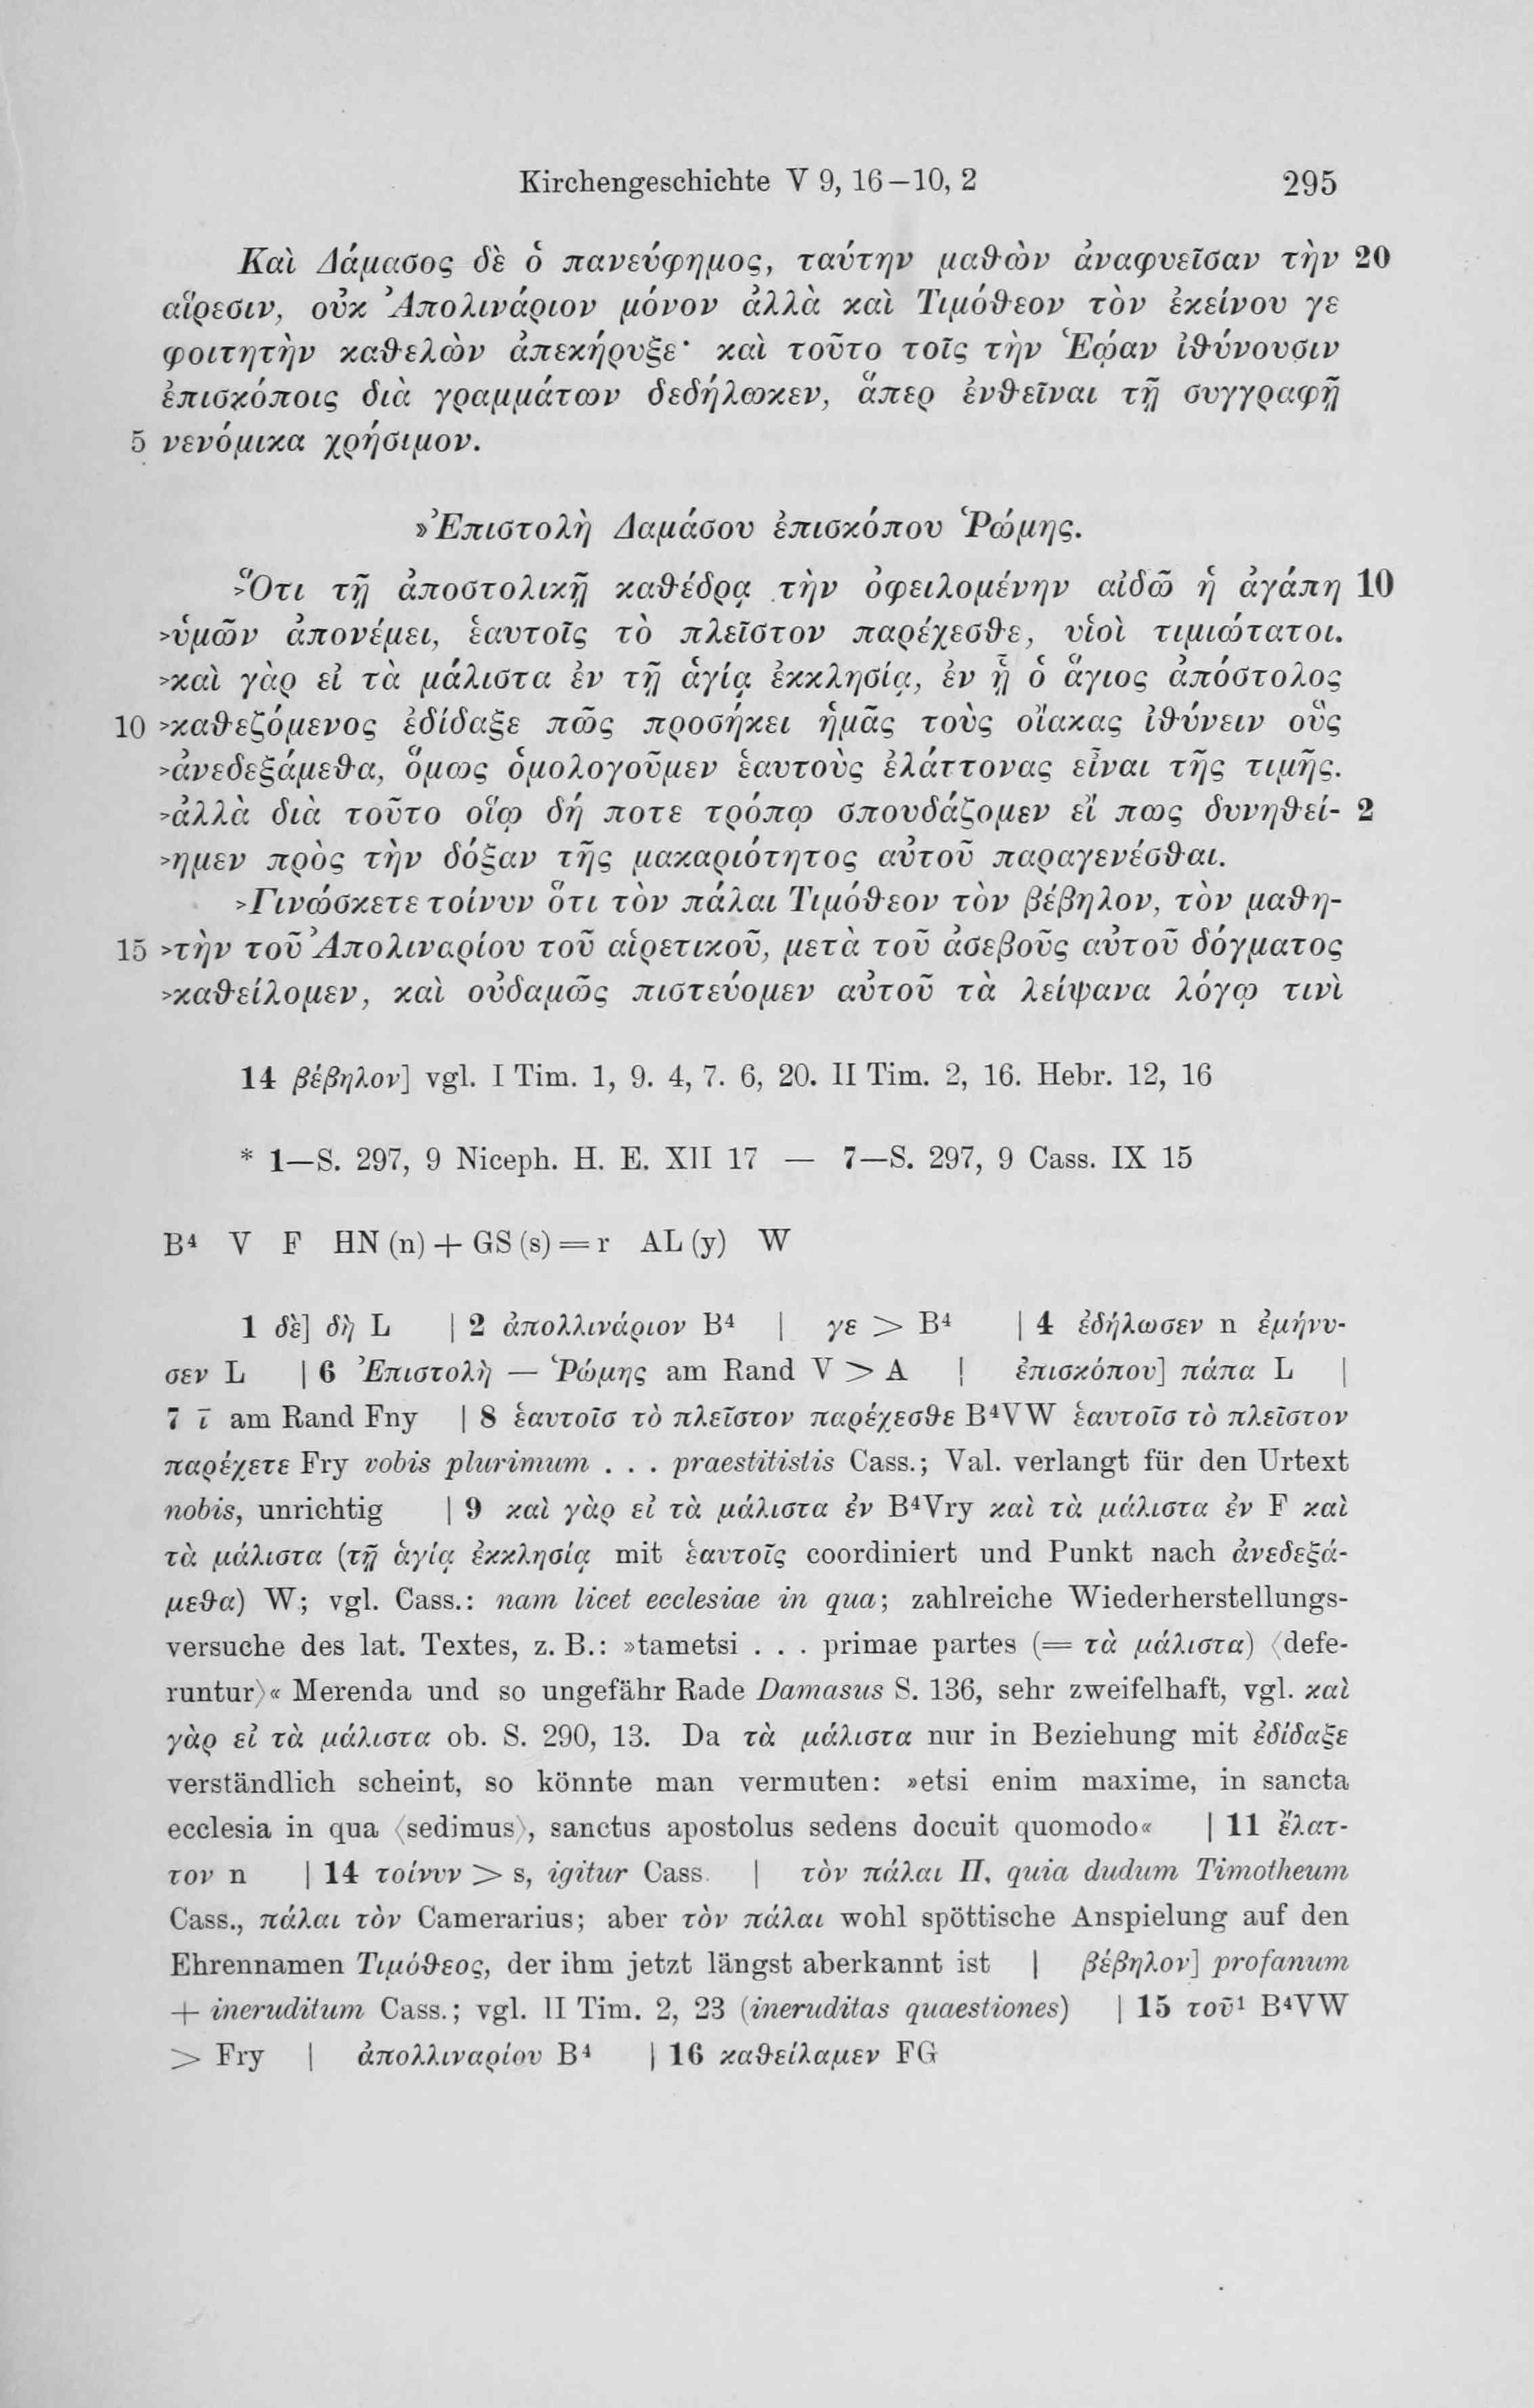 Kirchengeschichte V 9, 16—10, 2 295
Καὶ Δάμασος δὲ ὁ πανεύφημος, ταύτην μαθὼν ἀναφυεῖσαν τὴν 20
αἵρεσιν, οὐκ Ἀπολινάριον μόνον ἀλλὰ καὶ Τιμόθεον τὸν ἐκείνου γε
φοιτητὴν καθελὼν ἀπεκήρυξε· καὶ τοῦτο τοῖς τὴν Ἑῴαν ἰθύνουσιν
ἐπισκόποις διὰ γραμμάτων δεδήλωκεν, ἅπερ ἐνθεῖναι τῇ συγγραφῇ
5 νενόμικα χρήσιμον.
»Ἐπιστολὴ Δαμάσου ἐπισκόπου Ῥώμης.
>Ὅτι τῇ ἀποστολικῇ καθέδρᾳ τὴν ὀφειλομένην αἰδῶ ἡ ἀγάπη 10
>ὑμῶν ἀπονέμει, ἑαυτοῖς τὸ πλεῖστον παρέχεσθε, υἱοὶ τιμιώτατοι.
>καὶ γὰρ εἰ τὰ μάλιστα ἐν τῇ ἁγίᾳ ἐκκλησίᾳ, ἐν ᾗ ὁ ἅγιος ἀπόστολος
10 >καθεζόμενος ἐδίδαξε πῶς προσήκει ἡμᾶς τοὺς οἴακας ἰθύνειν οὓς
>ἀνεδεξάμεθα, ὅμως ὁμολογοῦμεν ἑαυτοὺς ἐλάττονας εἶναι τῆς τιμῆς.
>ἀλλὰ διὰ τοῦτο οἵῳ δή ποτε τρόπῳ σπουδάζομεν εἴ πως δυνηθεί- 2
>ημεν πρὸς τὴν δόξαν τῆς μακαριότητος αὐτοῦ παραγενέσθαι.
>Γινώσκετε τοίνυν ὅτι τὸν πάλαι Τιμόθεον τὸν βέβηλον, τὸν μαθη-
15 >τὴν τοῦ Ἀπολιναρίου τοῦ αἱρετικοῦ, μετὰ τοῦ ἀσεβοῦς αὐτοῦ δόγματος
>καθείλομεν, καὶ οὐδαμῶς πιστεύομεν αὐτοῦ τὰ λείψανα λόγῳ τινὶ
14 βέβηλον] vgl. I Tim. 1, 9. 4, 7. 6, 20. II Tim. 2, 16. Hebr. 12, 16
* 1—S. 297, 9 Niceph. H. E. XII 17 — 7—S. 297, 9 Cass. IX 15
B⁴ V F HN (n) + GS (s) = r AL (y) W
1 δὲ] δὴ L | 2 ἀπολλινάριον B⁴ | γε > B⁴ | 4 ἐδήλωσεν n ἐμήνυ-
σεν L | 6 Ἐπιστολὴ — Ῥώμης am Rand V > A | ἐπισκόπου] πάπα L |
7 ῑ am Rand Fny | 8 ἑαυτοῖσ τὸ πλεῖστον παρέχεσθε B⁴VW ἑαυτοῖσ τὸ πλεῖστον
παρέχετε Fry vobis plurimum . . . praestitistis Cass.; Val. verlangt für den Urtext
nobis, unrichtig | 9 καὶ γὰρ εἰ τὰ μάλιστα ἐν B⁴Vry καὶ τὰ μάλιστα ἐν F καὶ
τὰ μάλιστα (τῇ ἁγίᾳ ἐκκλησίᾳ mit ἑαυτοῖς coordiniert und Punkt nach ἀνεδεξά-
μεθα) W; vgl. Cass.: nam licet ecclesiae in qua; zahlreiche Wiederherstellungs-
versuche des lat. Textes, z. B.: »tametsi . . . primae partes (= τὰ μάλιστα) ⟨defe-
runtur⟩« Merenda und so ungefähr Rade Damasus S. 136, sehr zweifelhaft, vgl. καὶ
γὰρ εἰ τὰ μάλιστα ob. S. 290, 13. Da τὰ μάλιστα nur in Beziehung mit ἐδίδαξε
verständlich scheint, so könnte man vermuten: »etsi enim maxime, in sancta
ecclesia in qua ⟨sedimus⟩, sanctus apostolus sedens docuit quomodo« | 11 ἔλατ-
τον n | 14 τοίνυν > s, igitur Cass. | τὸν πάλαι Π, quia dudum Timotheum
Cass., πάλαι τὸν Camerarius; aber τὸν πάλαι wohl spöttische Anspielung auf den
Ehrennamen Τιμόθεος, der ihm jetzt längst aberkannt ist | βέβηλον] profanum
+ ineruditum Cass.; vgl. II Tim. 2, 23 (ineruditas quaestiones) | 15 τοῦ¹ B⁴VW
> Fry | ἀπολλιναρίου B⁴ | 16 καθείλαμεν FG